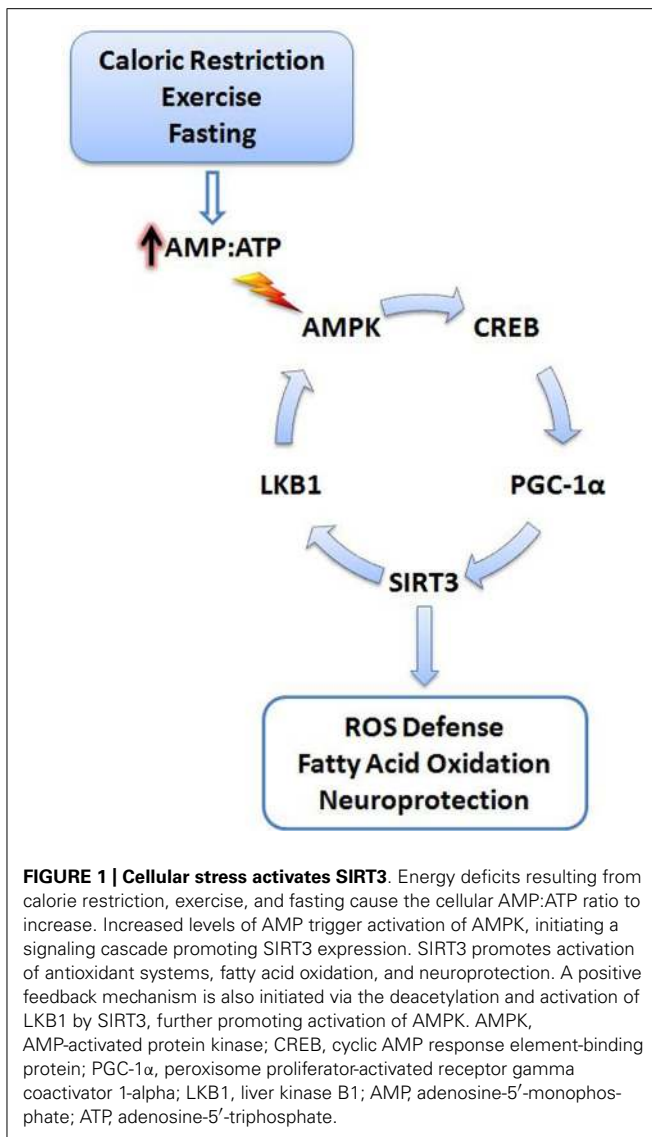 Caloric Restriction
Exercise
Fasting
AMP:ATP
AMPK
CREB
LKB1
PGC-1α
SIRT3
ROS Defense
Fatty Acid Oxidation
Neuroprotection
FIGURE 1 | Cellular stress activates SIRT3. Energy deficits resulting from
calorie restriction, exercise, and fasting cause the cellular AMP:ATP ratio to
increase. Increased levels of AMP trigger activation of AMPK, initiating a
signaling cascade promoting SIRT3 expression. SIRT3 promotes activation
of antioxidant systems, fatty acid oxidation, and neuroprotection. A positive
feedback mechanism is also initiated via the deacetylation and activation of
LKB1 by SIRT3, further promoting activation of AMPK. AMPK,
AMP-activated protein kinase; CREB, cyclic AMP response element-binding
protein; PGC-1α, peroxisome proliferator-activated receptor gamma
coactivator 1-alpha; LKB1, liver kinase B1; AMP, adenosine-5′-monophos-
phate; ATP, adenosine-5′-triphosphate.